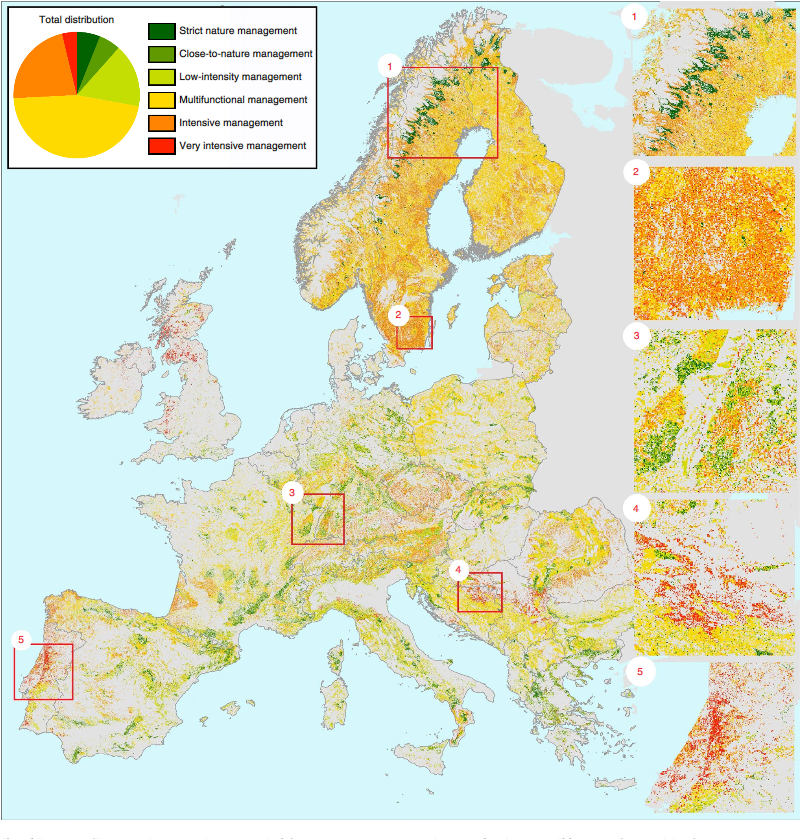 Total distribution
Strict nature management
Close-to-nature management
Low-intensity management
Multifunctional management
Intensive management
Very intensive management
1
2
3
4
5
1
2
3
4
5